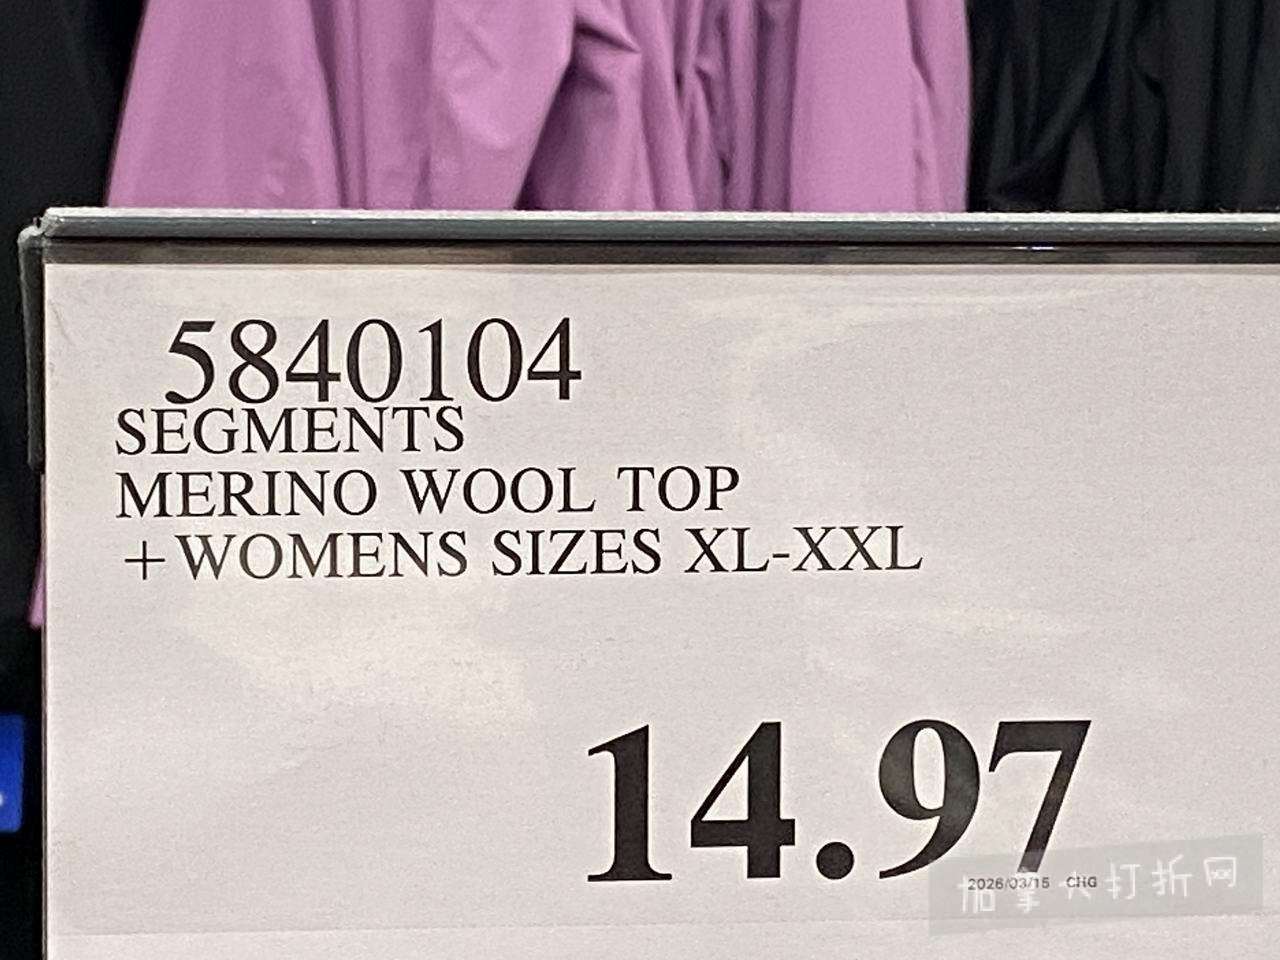 5840104
SEGMENTS
MERINO WOOL TOP
+WOMENS SIZES XL-XXL
14.97
2026/03/15 CHG
加拿大打折网